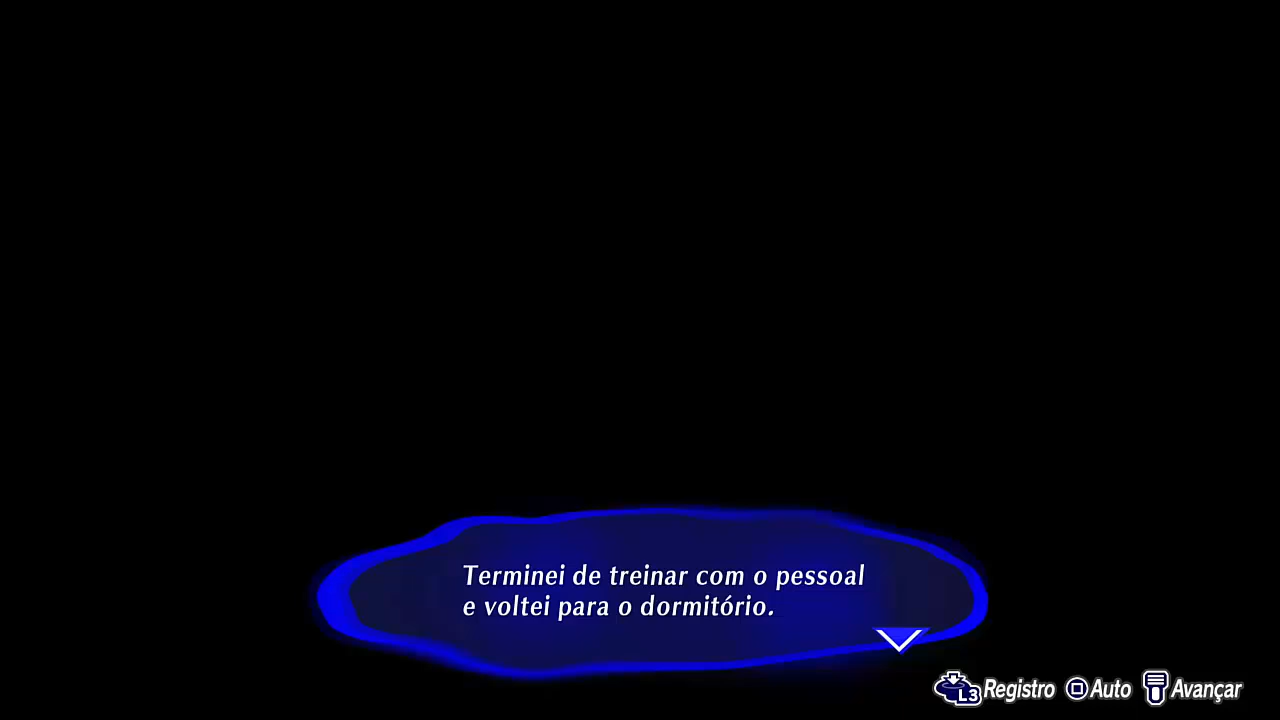 Terminei de treinar com o pessoal
e voltei para o dormitório.
L3 Registro Auto Avançar